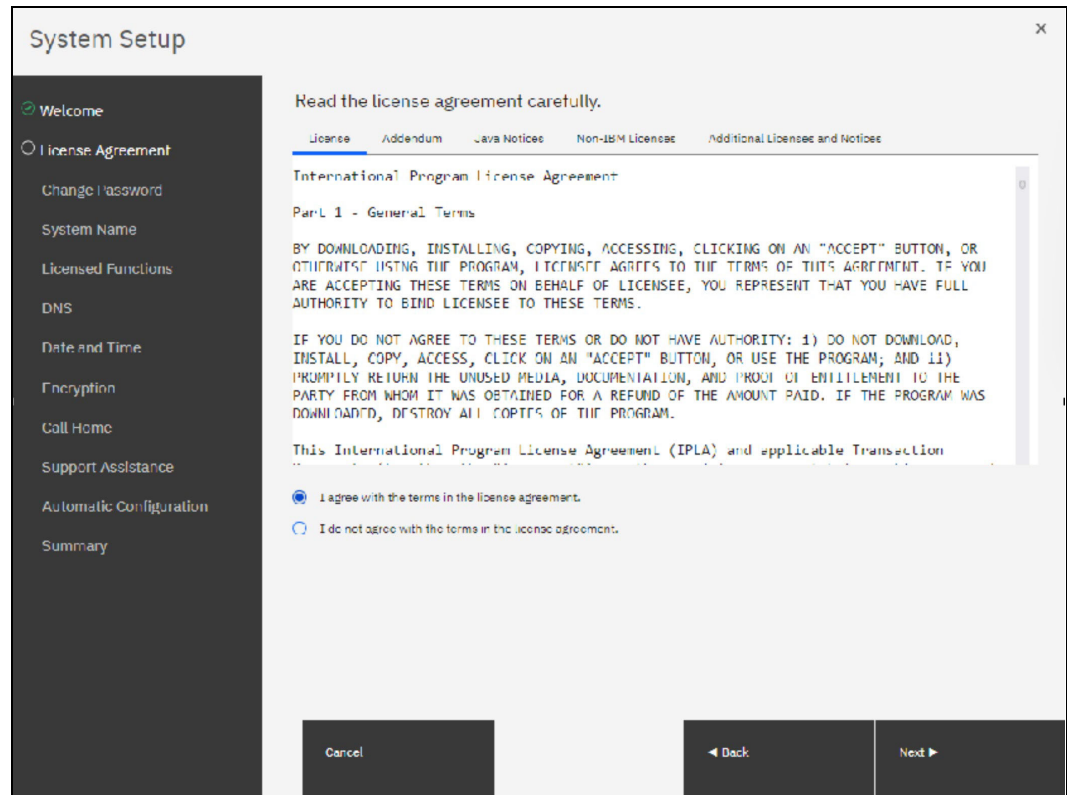 System Setup
×
Welcome
License Agreement
Change Password
System Name
Licensed Functions
DNS
Date and Time
Encryption
Call Home
Support Assistance
Automatic Configuration
Summary
Read the license agreement carefully.
License Addendum Java Notices Non-IBM Licenses Additional Licenses and Notices
International Program License Agreement
Part 1 - General Terms
BY DOWNLOADING, INSTALLING, COPYING, ACCESSING, CLICKING ON AN "ACCEPT" BUTTON, OR
OTHERWISE USING THE PROGRAM, LICENSEE AGREES TO THE TERMS OF THIS AGREEMENT. IF YOU
ARE ACCEPTING THESE TERMS ON BEHALF OF LICENSEE, YOU REPRESENT THAT YOU HAVE FULL
AUTHORITY TO BIND LICENSEE TO THESE TERMS.
IF YOU DO NOT AGREE TO THESE TERMS OR DO NOT HAVE AUTHORITY: i) DO NOT DOWNLOAD,
INSTALL, COPY, ACCESS, CLICK ON AN "ACCEPT" BUTTON, OR USE THE PROGRAM; AND ii)
PROMPTLY RETURN THE UNUSED MEDIA, DOCUMENTATION, AND PROOF OF ENTITLEMENT TO THE
PARTY FROM WHOM IT WAS OBTAINED FOR A REFUND OF THE AMOUNT PAID. IF THE PROGRAM WAS
DOWNLOADED, DESTROY ALL COPIES OF THE PROGRAM.
This International Program License Agreement (IPLA) and applicable Transaction
I agree with the terms in the license agreement.
I do not agree with the terms in the license agreement.
Cancel
◀ Back
Next ▶